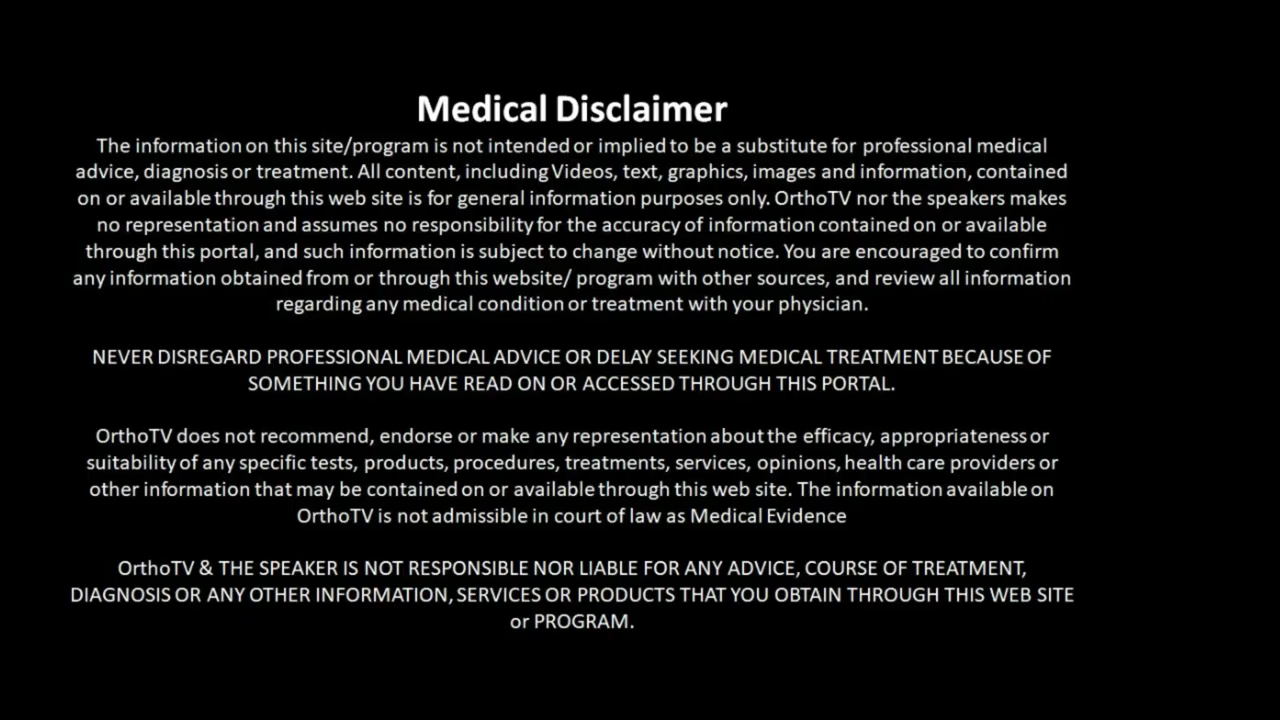 Medical Disclaimer
The information on this site/program is not intended or implied to be a substitute for professional medical
advice, diagnosis or treatment. All content, including Videos, text, graphics, images and information, contained
on or available through this web site is for general information purposes only. OrthoTV nor the speakers makes
no representation and assumes no responsibility for the accuracy of information contained on or available
through this portal, and such information is subject to change without notice. You are encouraged to confirm
any information obtained from or through this website/ program with other sources, and review all information
regarding any medical condition or treatment with your physician.
NEVER DISREGARD PROFESSIONAL MEDICAL ADVICE OR DELAY SEEKING MEDICAL TREATMENT BECAUSE OF
SOMETHING YOU HAVE READ ON OR ACCESSED THROUGH THIS PORTAL.
OrthoTV does not recommend, endorse or make any representation about the efficacy, appropriateness or
suitability of any specific tests, products, procedures, treatments, services, opinions, health care providers or
other information that may be contained on or available through this web site. The information available on
OrthoTV is not admissible in court of law as Medical Evidence
OrthoTV & THE SPEAKER IS NOT RESPONSIBLE NOR LIABLE FOR ANY ADVICE, COURSE OF TREATMENT,
DIAGNOSIS OR ANY OTHER INFORMATION, SERVICES OR PRODUCTS THAT YOU OBTAIN THROUGH THIS WEB SITE
or PROGRAM.